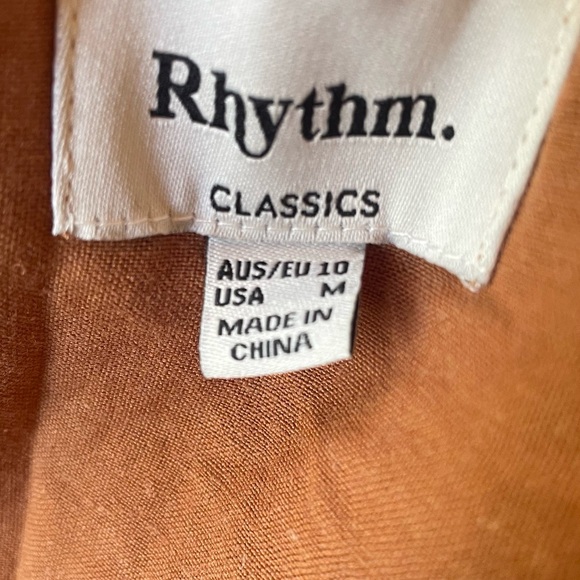 Rhythm.
CLASSICS
AUS/EU 10
USA M
MADE IN
CHINA